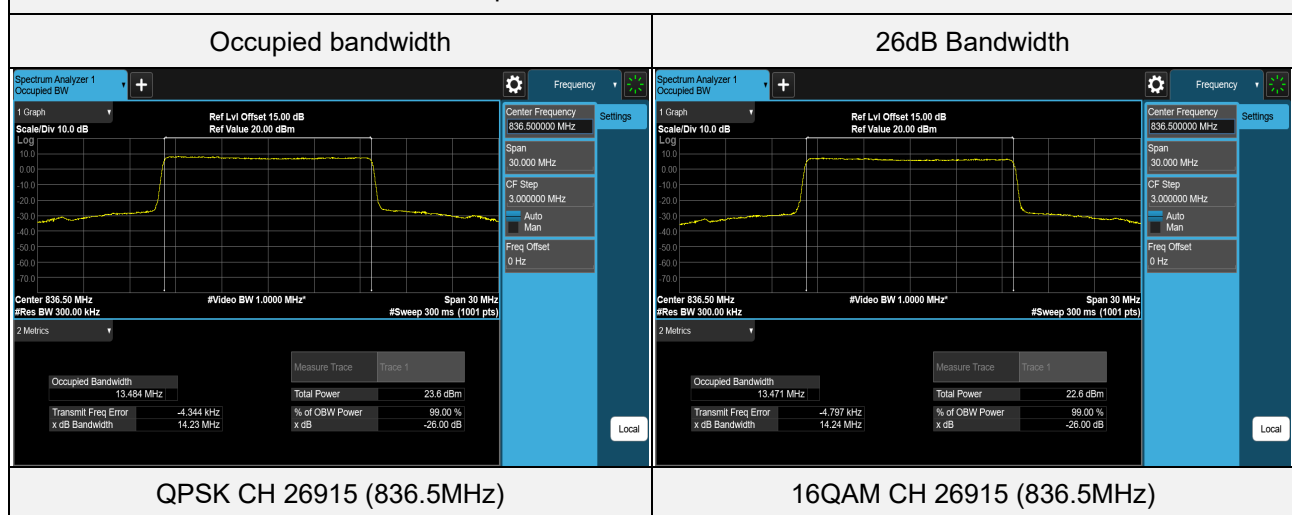 Occupied bandwidth
26dB Bandwidth
Spectrum Analyzer 1
Occupied BW
+
Frequency
1 Graph
Scale/Div 10.0 dB
Ref Lvl Offset 15.00 dB
Ref Value 20.00 dBm
Log
10.0
0.00
-10.0
-20.0
-30.0
-40.0
-50.0
-60.0
-70.0
Center 836.50 MHz
#Res BW 300.00 kHz
#Video BW 1.0000 MHz*
Span 30 MHz
#Sweep 300 ms (1001 pts)
Center Frequency
836.500000 MHz
Settings
Span
30.000 MHz
CF Step
3.000000 MHz
Auto
Man
Freq Offset
0 Hz
Local
2 Metrics
Measure Trace Trace 1
Occupied Bandwidth
13.484 MHz
Total Power 23.6 dBm
Transmit Freq Error -4.344 kHz
% of OBW Power 99.00 %
x dB Bandwidth 14.23 MHz
x dB -26.00 dB
Spectrum Analyzer 1
Occupied BW
+
Frequency
1 Graph
Scale/Div 10.0 dB
Ref Lvl Offset 15.00 dB
Ref Value 20.00 dBm
Log
10.0
0.00
-10.0
-20.0
-30.0
-40.0
-50.0
-60.0
-70.0
Center 836.50 MHz
#Res BW 300.00 kHz
#Video BW 1.0000 MHz*
Span 30 MHz
#Sweep 300 ms (1001 pts)
Center Frequency
836.500000 MHz
Settings
Span
30.000 MHz
CF Step
3.000000 MHz
Auto
Man
Freq Offset
0 Hz
Local
2 Metrics
Measure Trace Trace 1
Occupied Bandwidth
13.471 MHz
Total Power 22.6 dBm
Transmit Freq Error -4.797 kHz
% of OBW Power 99.00 %
x dB Bandwidth 14.24 MHz
x dB -26.00 dB
QPSK CH 26915 (836.5MHz)
16QAM CH 26915 (836.5MHz)